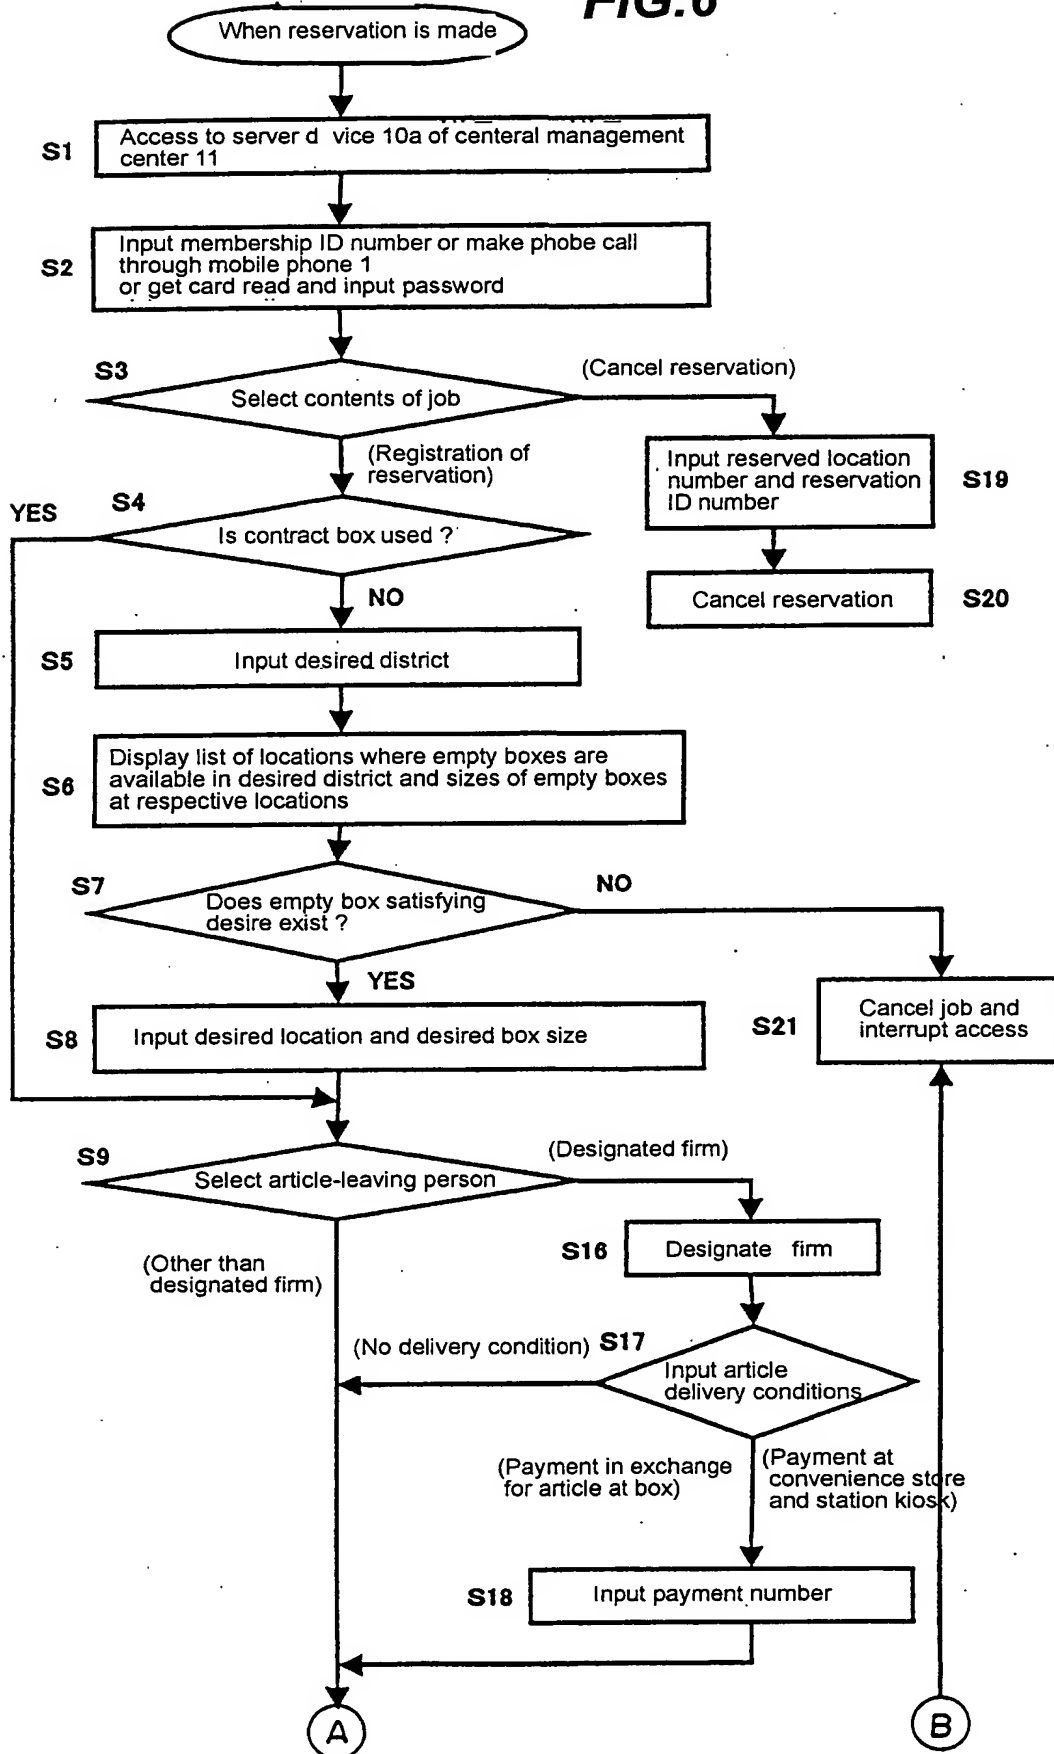 FIG.6
When reservation is made
S1
Access to server d vice 10a of centeral management
center 11
S2
Input membership ID number or make phobe call
through mobile phone 1
or get card read and input password
S3
Select contents of job
(Cancel reservation)
(Registration of
reservation)
Input reserved location
number and reservation
ID number
S19
S4
YES
Is contract box used ?
NO
Cancel reservation
S20
S5
Input desired district
S6
Display list of locations where empty boxes are
available in desired district and sizes of empty boxes
at respective locations
S7
Does empty box satisfying
desire exist ?
NO
YES
S8
Input desired location and desired box size
S21
Cancel job and
interrupt access
S9
Select article-leaving person
(Designated firm)
(Other than
designated firm)
S16
Designate firm
(No delivery condition)
S17
Input article
delivery conditions
(Payment in exchange
for article at box)
(Payment at
convenience store
and station kiosk)
S18
Input payment number
A
B